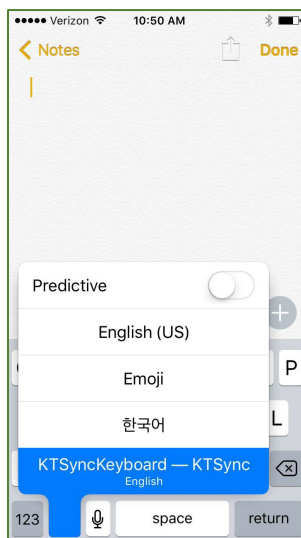 Verizon 10:50 AM
Notes Done
Predictive
English (US)
Emoji
한국어
KTSyncKeyboard — KTSync
English
P
L
123 space return